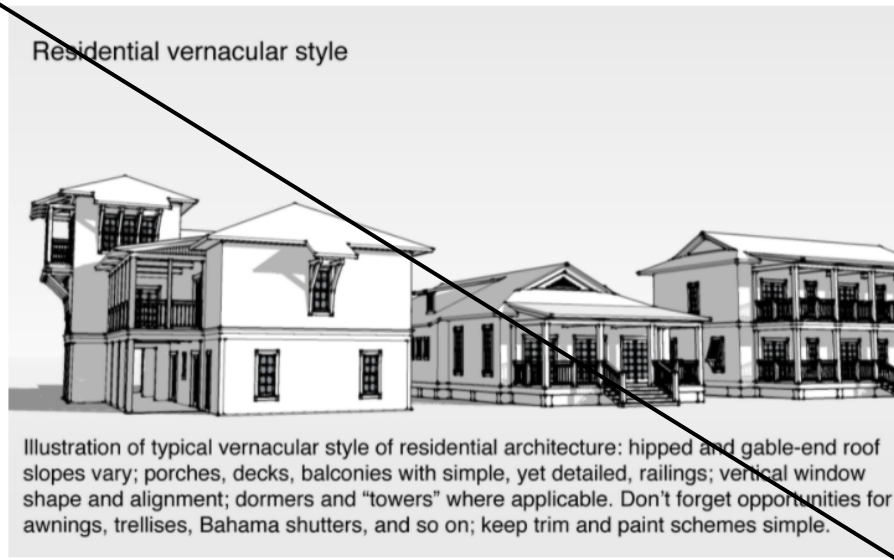 Residential vernacular style
Illustration of typical vernacular style of residential architecture: hipped and gable-end roof
slopes vary; porches, decks, balconies with simple, yet detailed, railings; vertical window
shape and alignment; dormers and “towers” where applicable. Don’t forget opportunities for
awnings, trellises, Bahama shutters, and so on; keep trim and paint schemes simple.